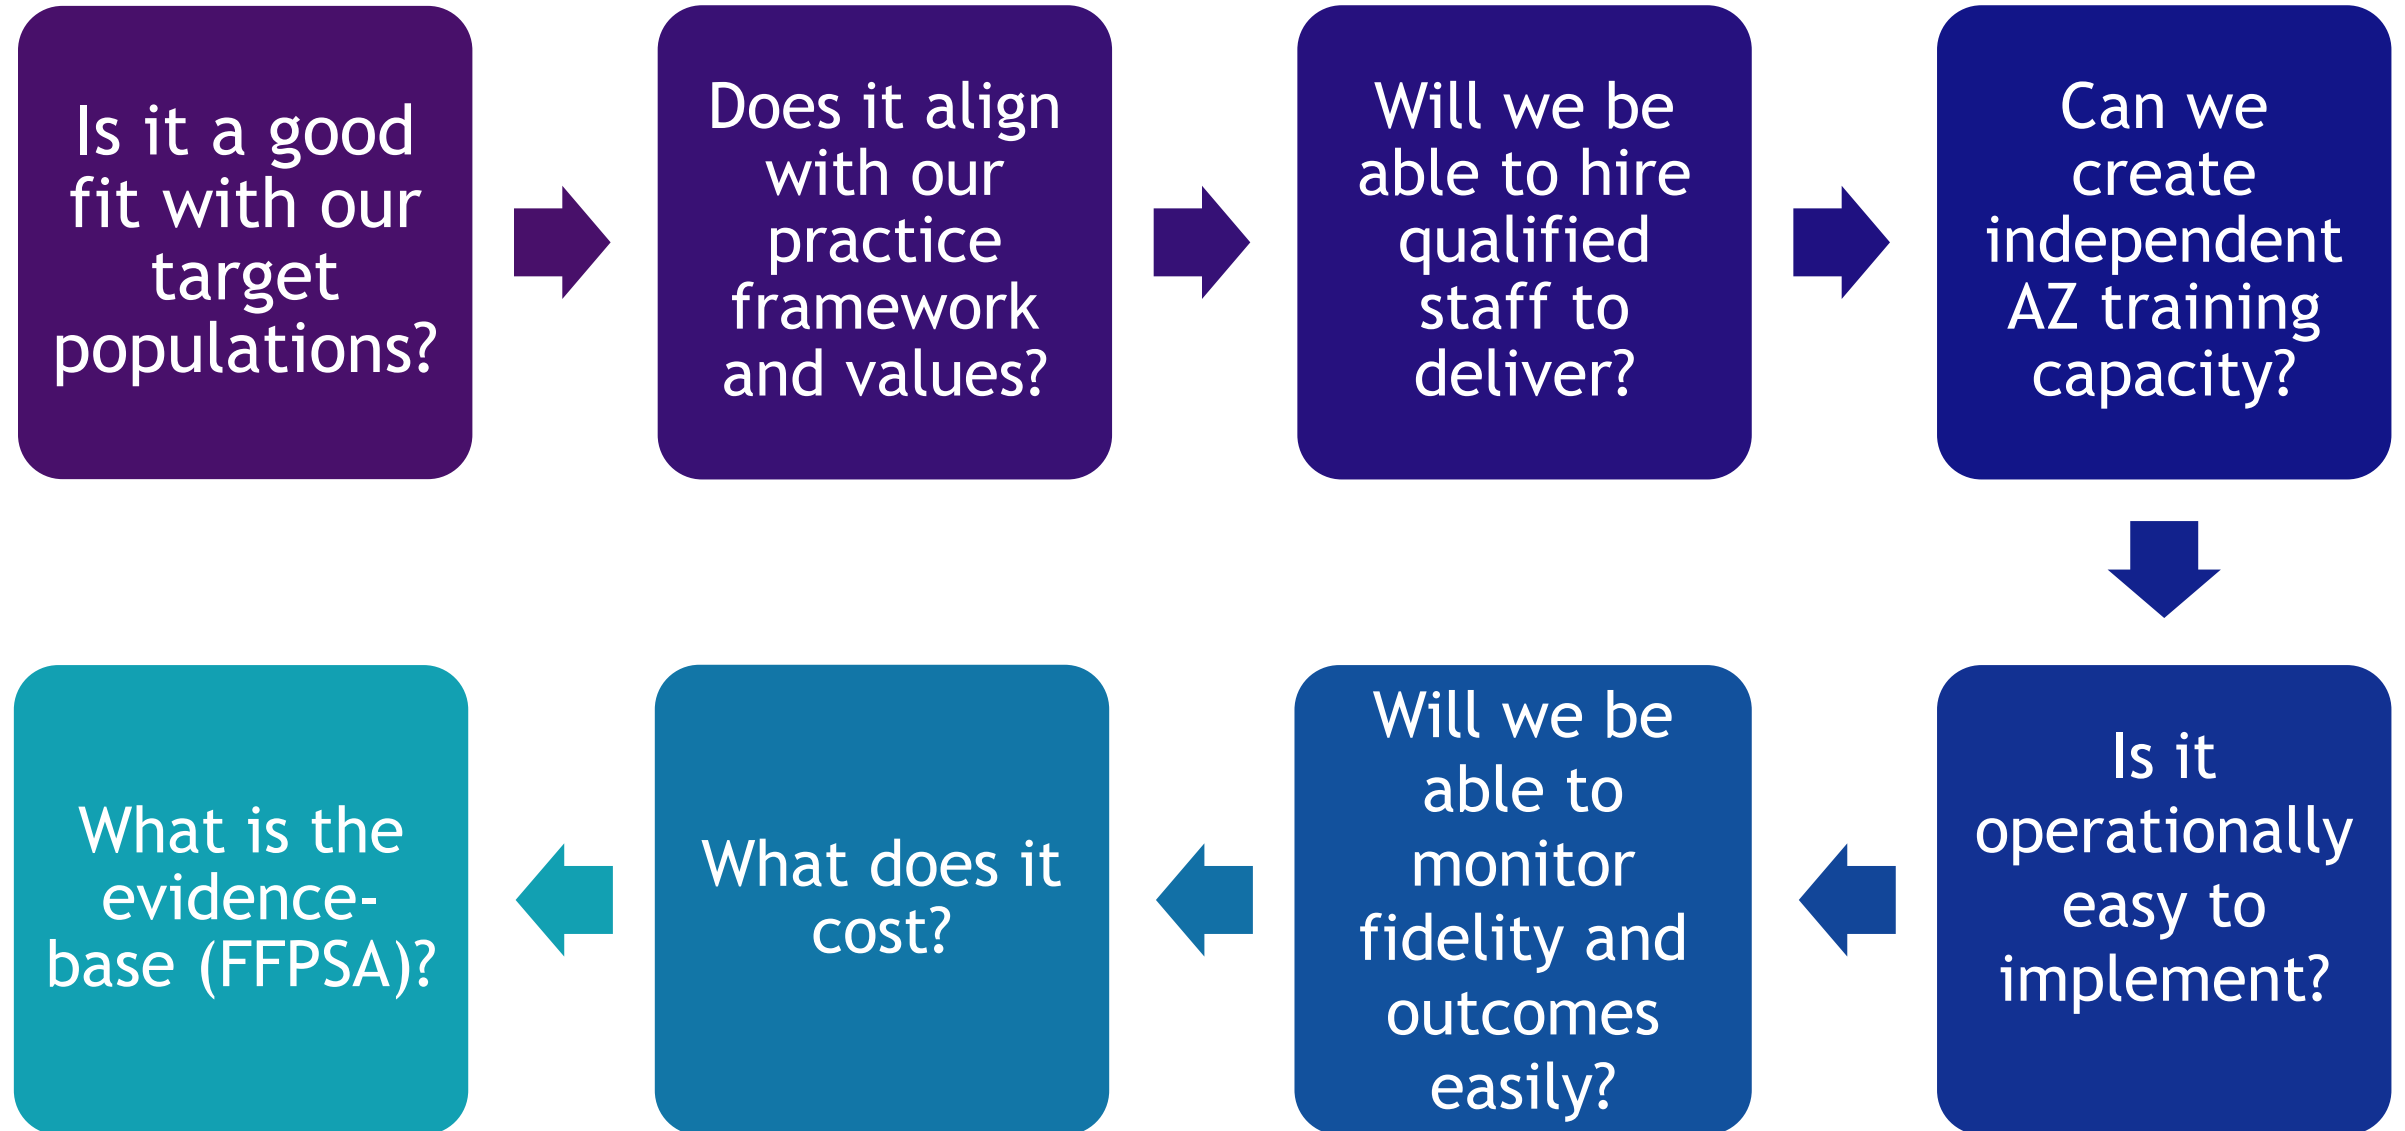 Is it a good
fit with our
target
populations?
Does it align
with our
practice
framework
and values?
Will we be
able to hire
qualified
staff to
deliver?
Can we
create
independent
AZ training
capacity?
Is it
operationally
easy to
implement?
Will we be
able to
monitor
fidelity and
outcomes
easily?
What does it
cost?
What is the
evidence-
base (FFPSA)?